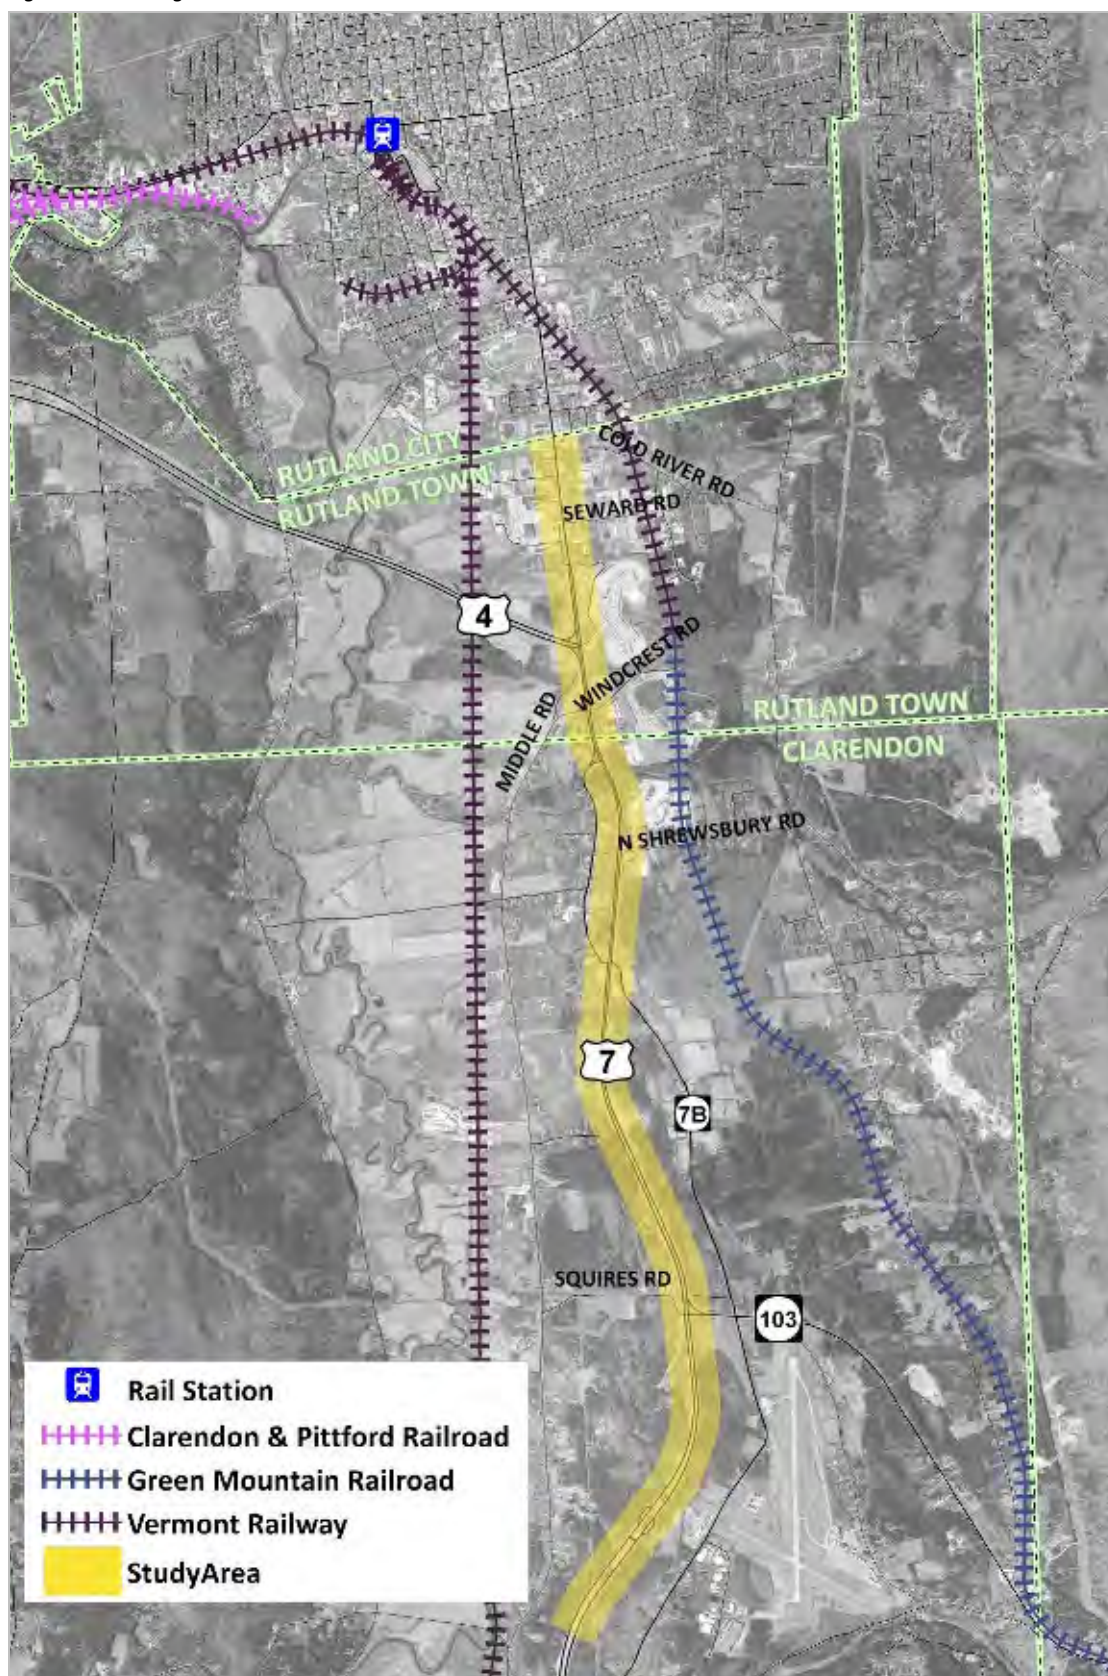 RUTLAND CITY
RUTLAND TOWN
COLD RIVER RD
SEWARD RD
4
WINDCREST RD
MIDDLE RD
RUTLAND TOWN
CLARENDON
N SHREWSBURY RD
7
7B
SQUIRES RD
103
Rail Station
Clarendon & Pittford Railroad
Green Mountain Railroad
Vermont Railway
StudyArea